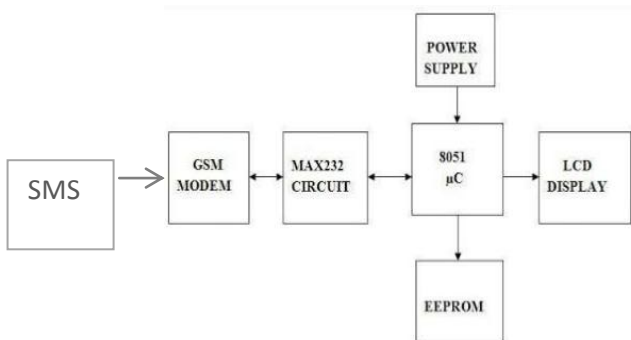 POWER
SUPPLY
SMS
GSM
MODEM
MAX232
CIRCUIT
8051
µC
LCD
DISPLAY
EEPROM